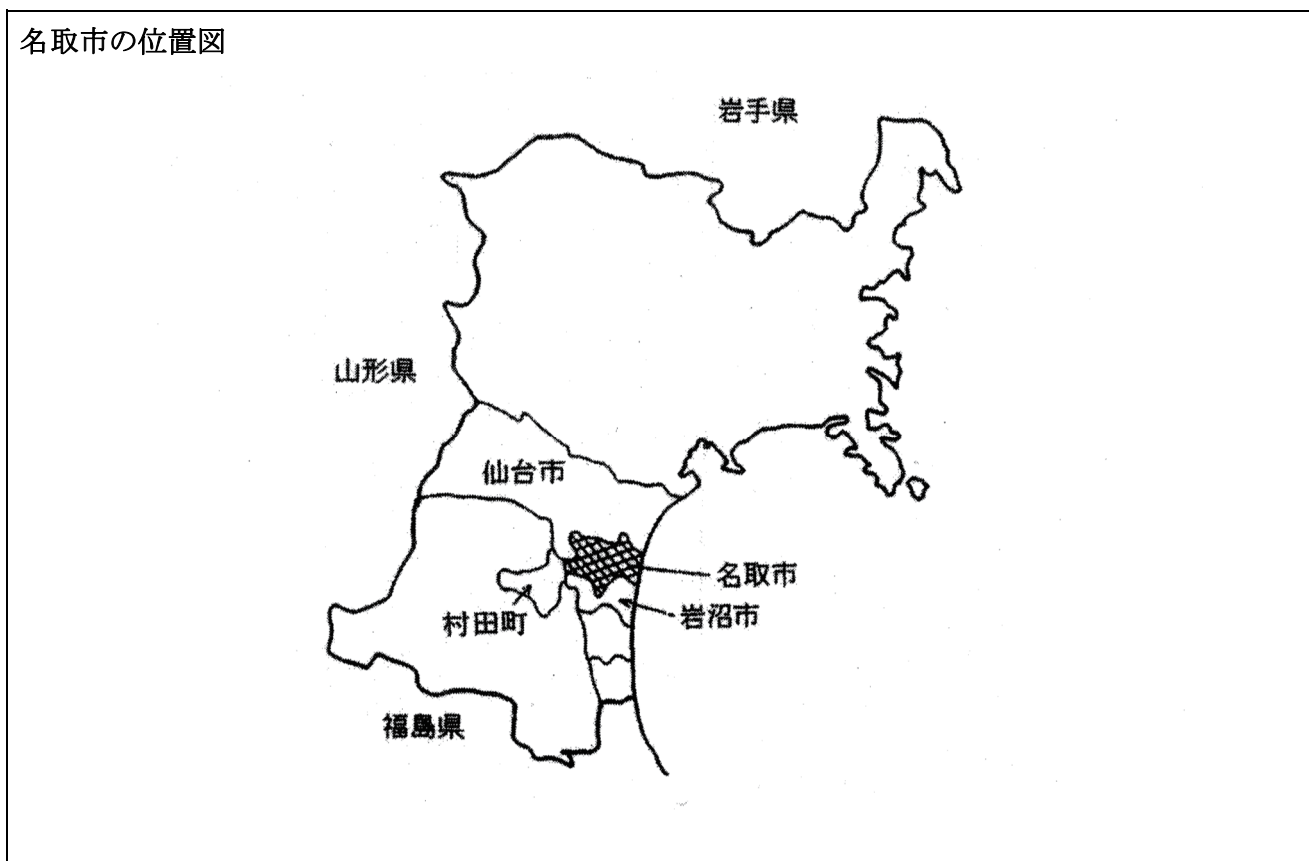 名取市の位置図
岩手県
山形県
仙台市
名取市
岩沼市
村田町
福島県